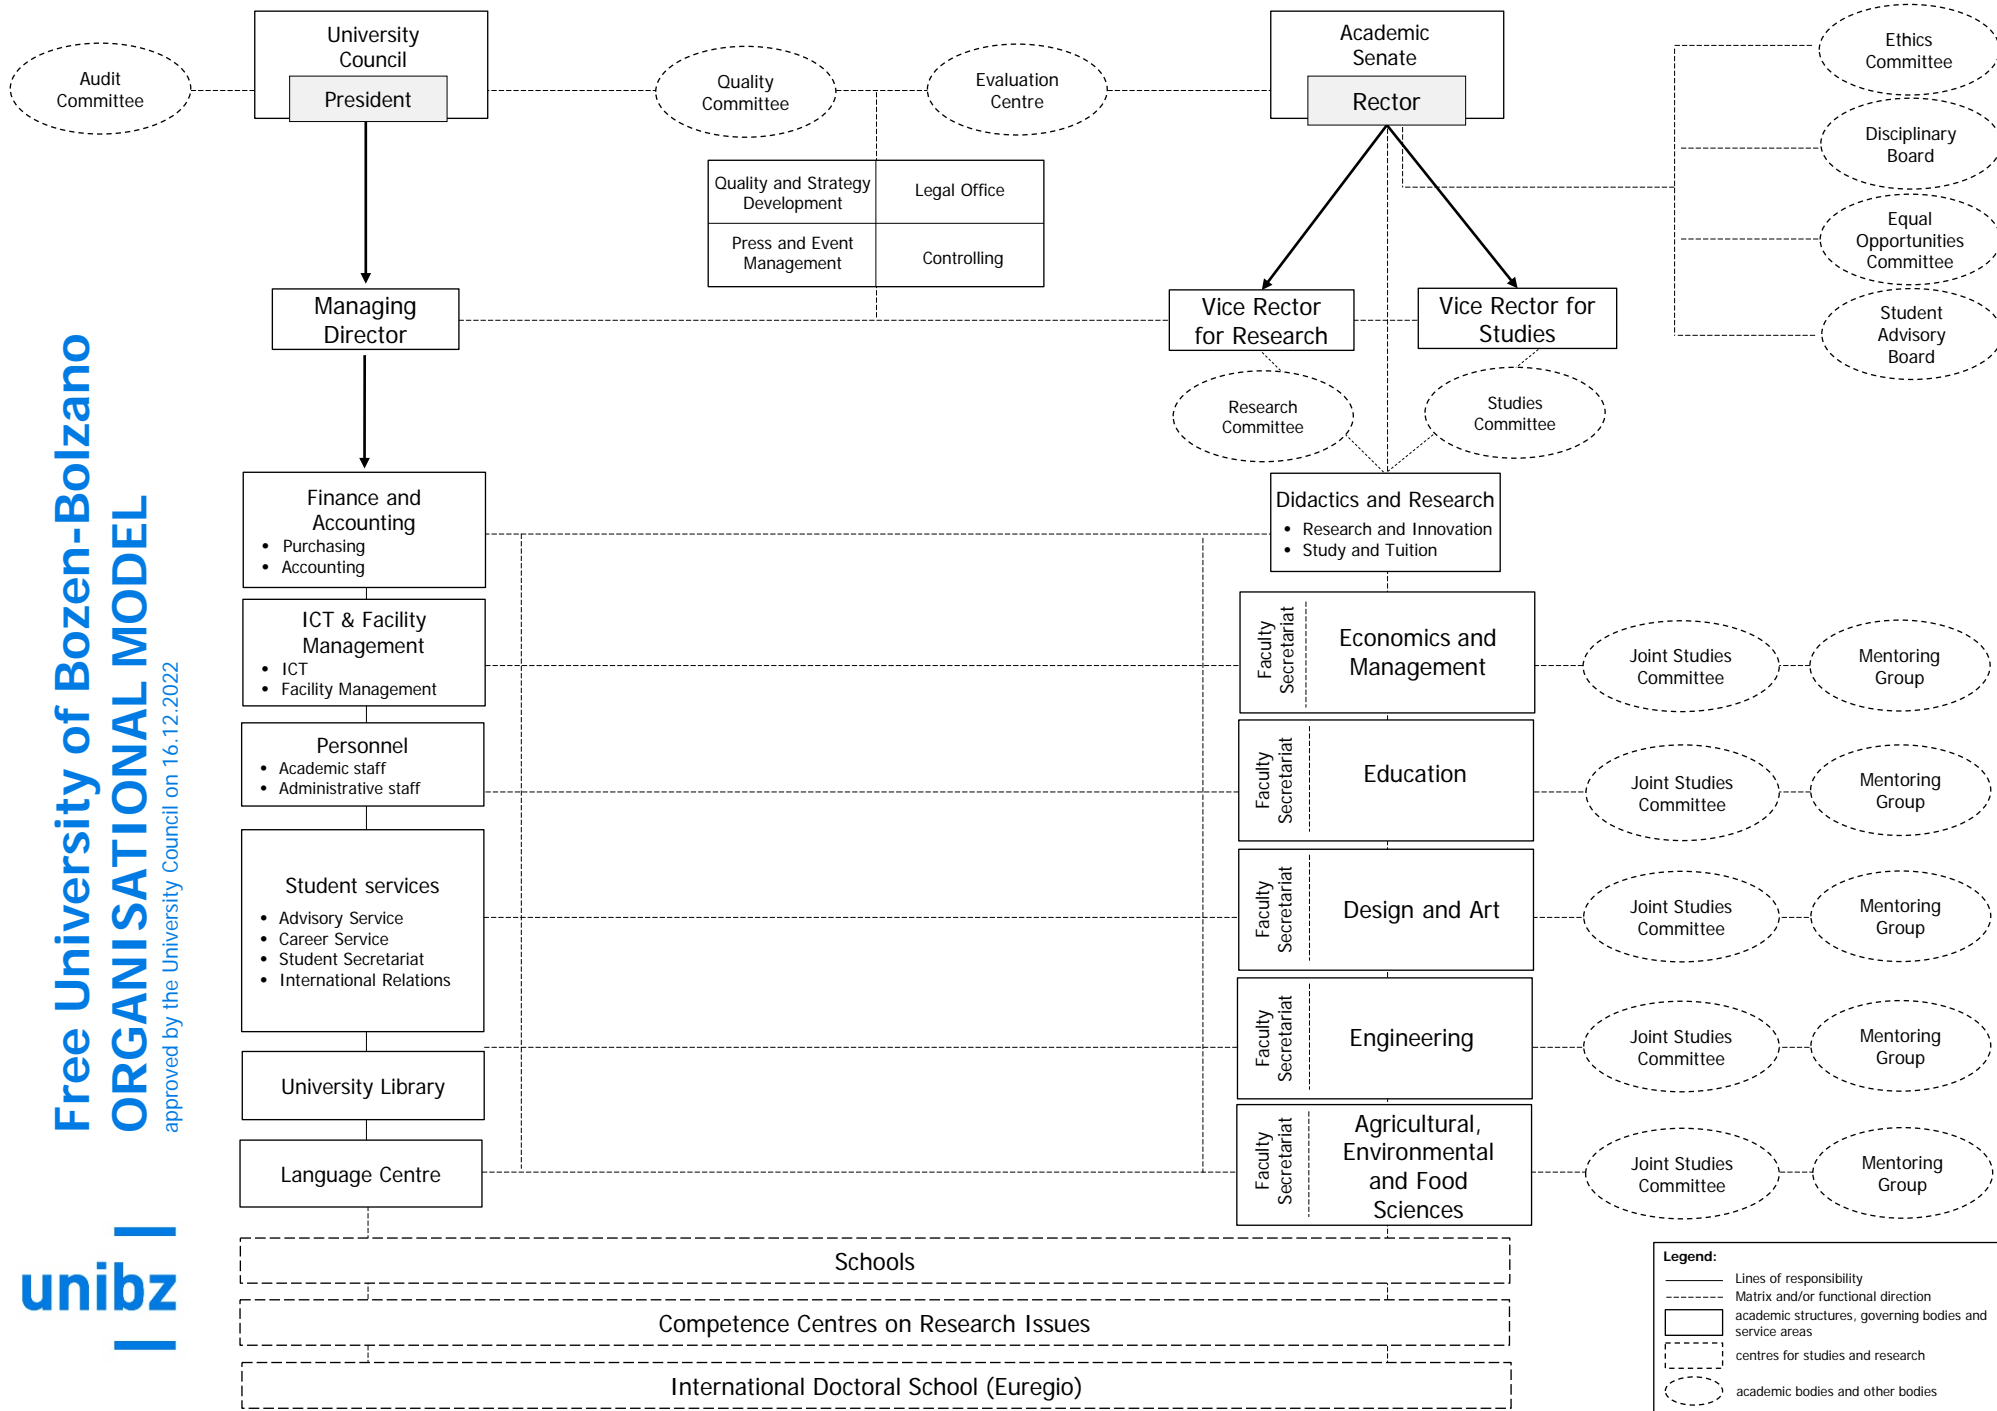 Free University of Bozen-Bolzano
ORGANISATIONAL MODEL
approved by the University Council on 16.12.2022
unibz
Audit
Committee
University
Council
President
Quality
Committee
Evaluation
Centre
Academic
Senate
Rector
Ethics
Committee
Disciplinary
Board
Equal
Opportunities
Committee
Student
Advisory
Board
Quality and Strategy
Development
Legal Office
Press and Event
Management
Controlling
Managing
Director
Vice Rector
for Research
Vice Rector for
Studies
Research
Committee
Studies
Committee
Finance and
Accounting
• Purchasing
• Accounting
Didactics and Research
• Research and Innovation
• Study and Tuition
ICT & Facility
Management
• ICT
• Facility Management
Faculty
Secretariat
Economics and
Management
Joint Studies
Committee
Mentoring
Group
Personnel
• Academic staff
• Administrative staff
Faculty
Secretariat
Education
Joint Studies
Committee
Mentoring
Group
Student services
• Advisory Service
• Career Service
• Student Secretariat
• International Relations
Faculty
Secretariat
Design and Art
Joint Studies
Committee
Mentoring
Group
University Library
Faculty
Secretariat
Engineering
Joint Studies
Committee
Mentoring
Group
Language Centre
Faculty
Secretariat
Agricultural,
Environmental
and Food
Sciences
Joint Studies
Committee
Mentoring
Group
Schools
Competence Centres on Research Issues
International Doctoral School (Euregio)
Legend:
Lines of responsibility
Matrix and/or functional direction
academic structures, governing bodies and
service areas
centres for studies and research
academic bodies and other bodies